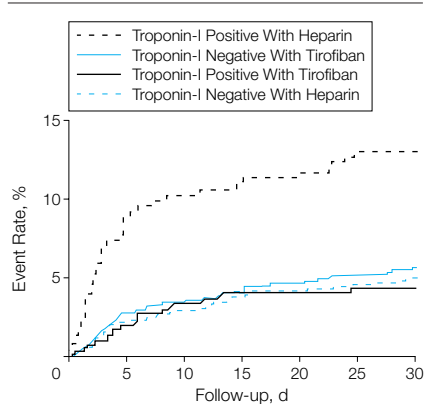 Troponin-I Positive With Heparin
Troponin-I Negative With Tirofiban
Troponin-I Positive With Tirofiban
Troponin-I Negative With Heparin
15
10
5
Event Rate, %
0 5 10 15 20 25 30
Follow-up, d